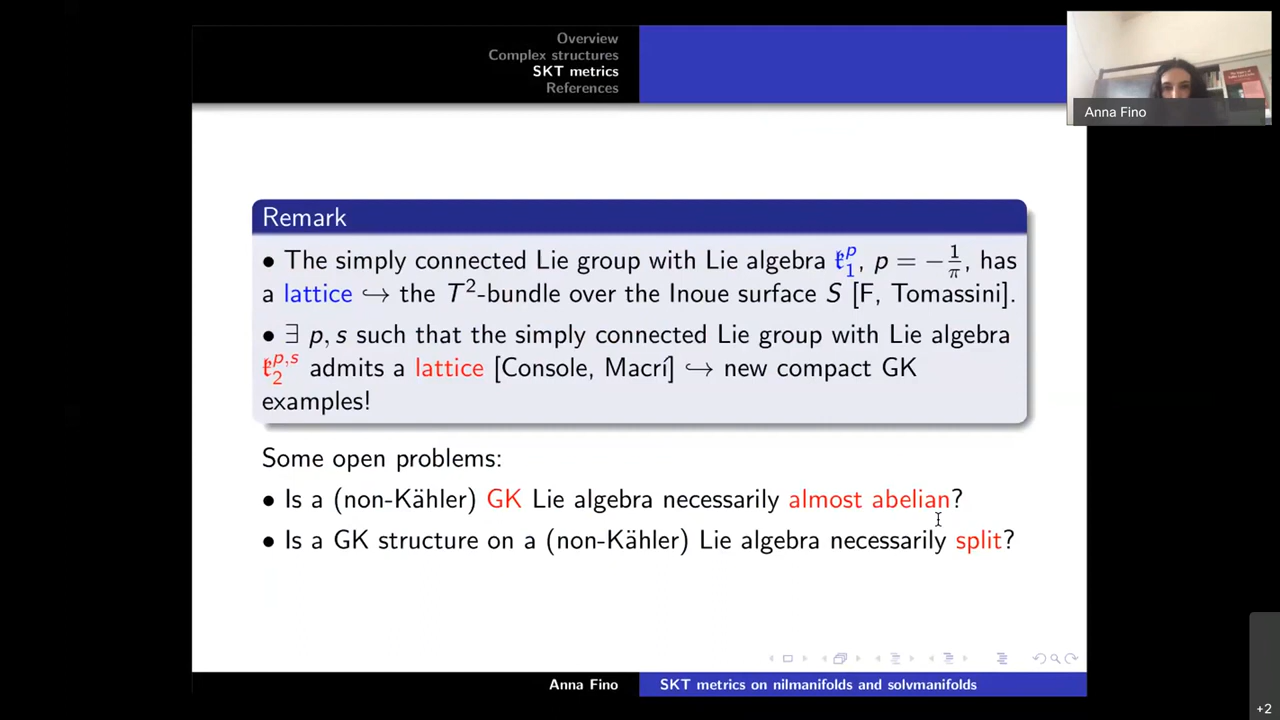 Overview
Complex structures
SKT metrics
References
Anna Fino
Remark
• The simply connected Lie group with Lie algebra 𝔨₁ᵖ, p = −1/π, has
a lattice ↪ the T²-bundle over the Inoue surface S [F, Tomassini].
• ∃ p, s such that the simply connected Lie group with Lie algebra
𝔨₂ᵖ,ˢ admits a lattice [Console, Macrí] ↪ new compact GK
examples!
Some open problems:
• Is a (non-Kähler) GK Lie algebra necessarily almost abelian?
• Is a GK structure on a (non-Kähler) Lie algebra necessarily split?
Anna Fino
SKT metrics on nilmanifolds and solvmanifolds
+2